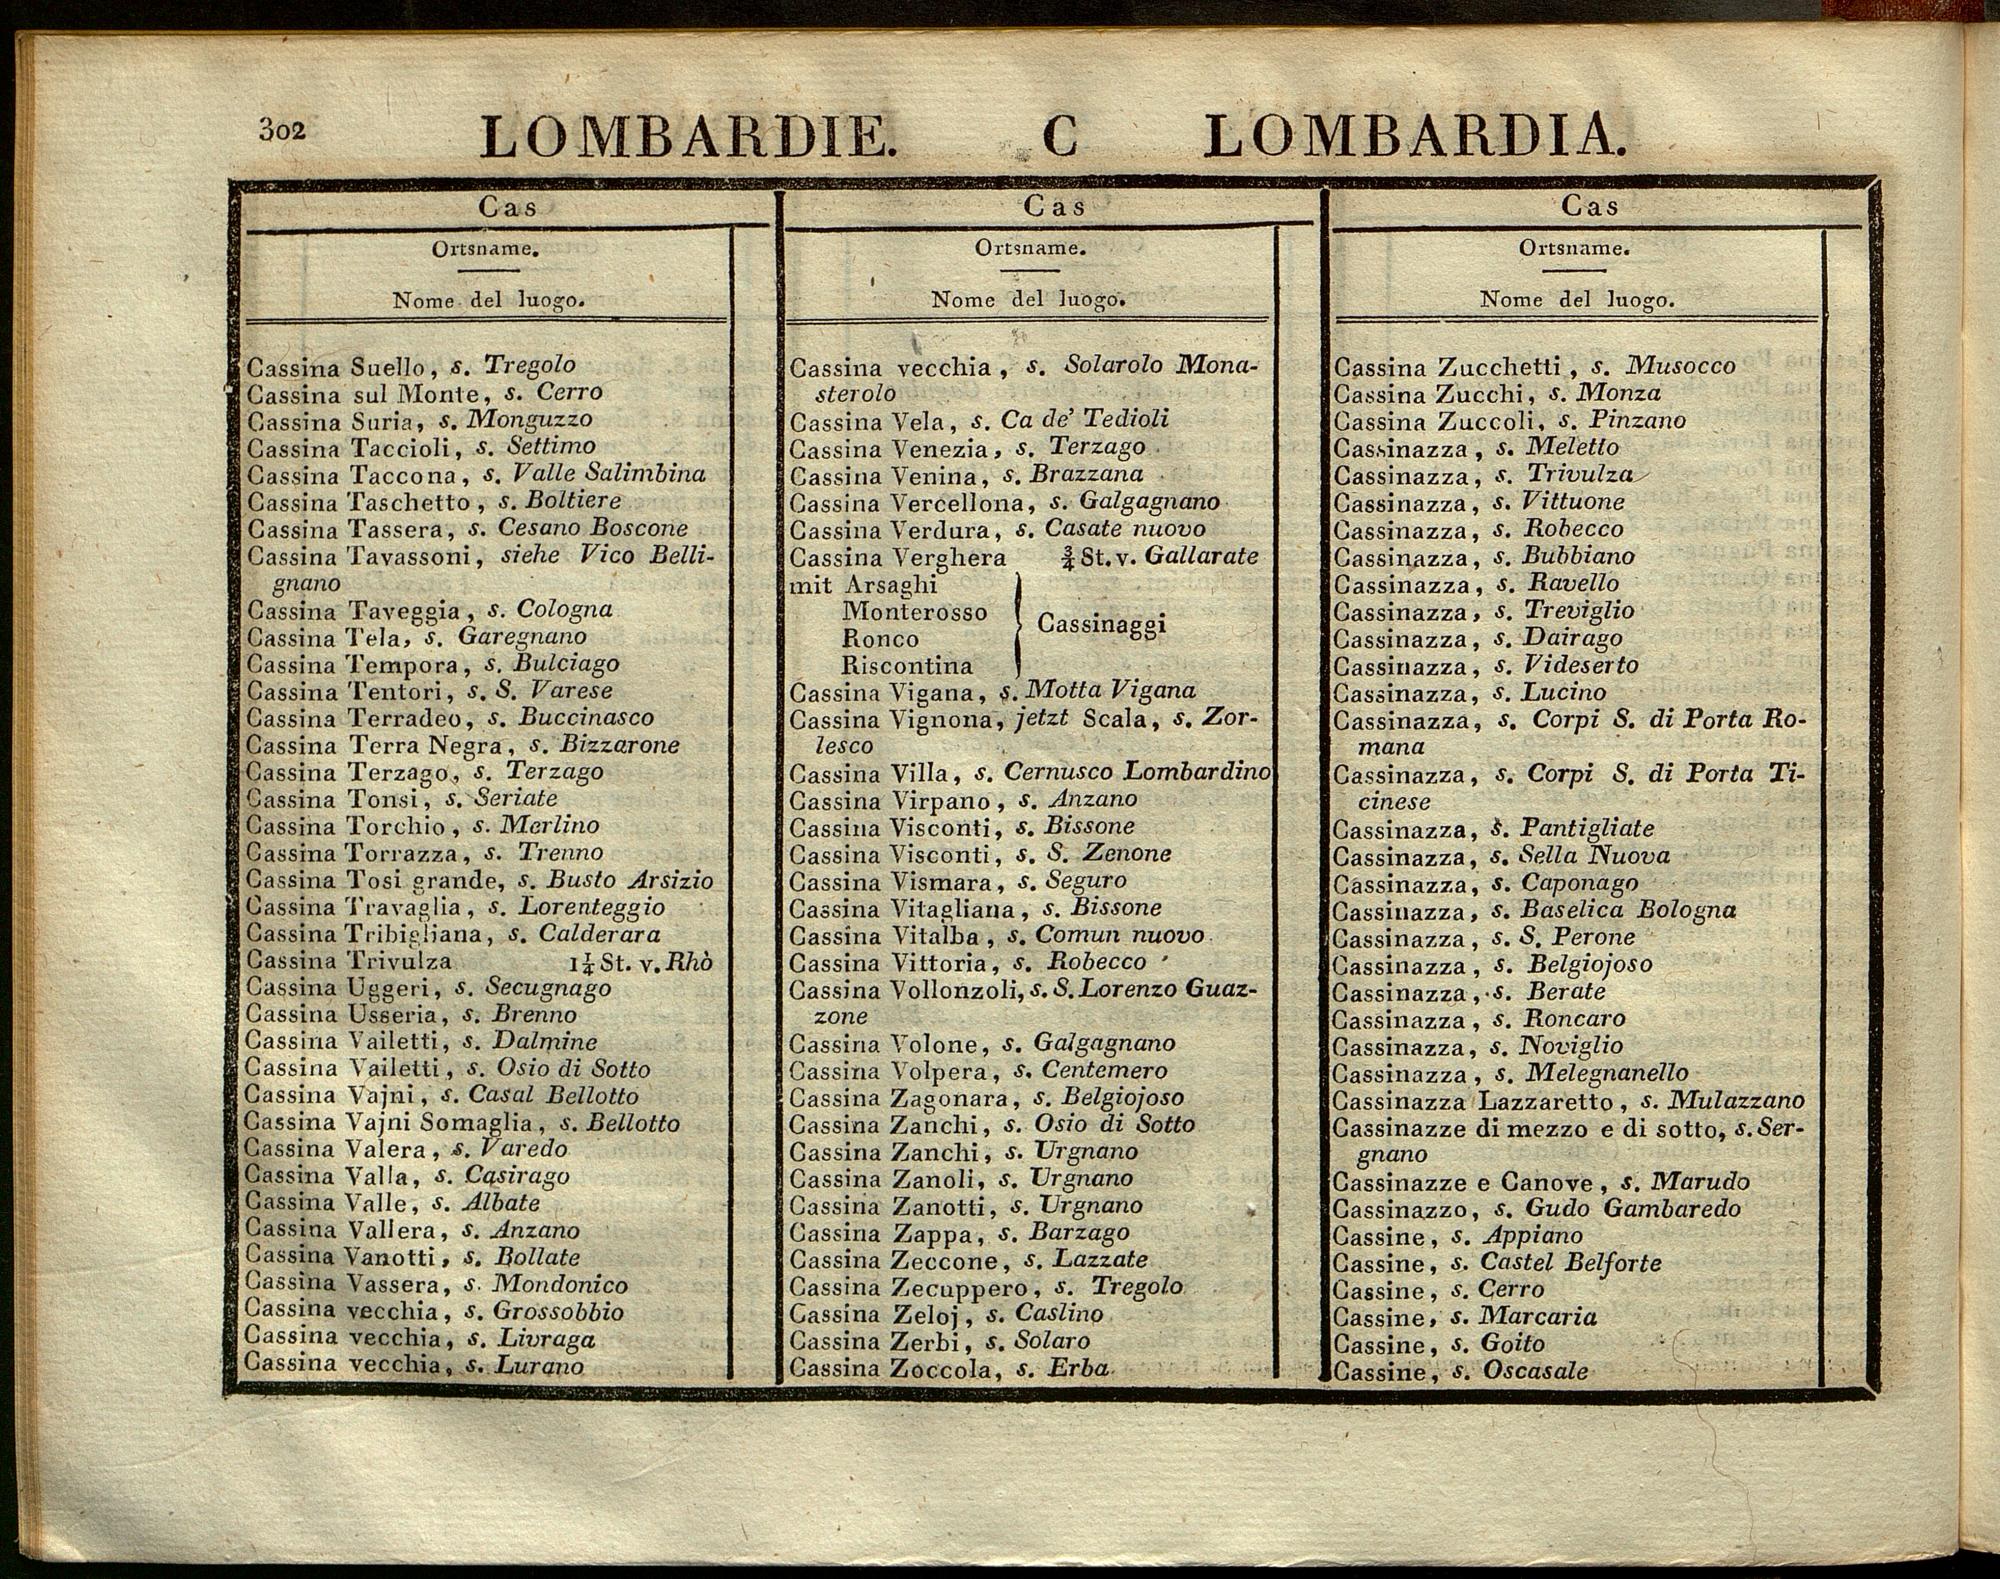 302
LOMBARDIE. C LOMBARDIA.
Cas
Ortsname.
Nome del luogo.
Cassina Suello, s. Tregolo
Cassina sul Monte, s. Cerro
Cassina Suria, s. Monguzzo
Cassina Taccioli, s. Settimo
Cassina Taccona, s. Valle Salimbina
Cassina Taschetto, s. Boltiere
Cassina Tassera, s. Cesano Boscone
Cassina Tavassoni, siehe Vico Belli-
gnano
Cassina Taveggia, s. Cologna
Cassina Tela, s. Garegnano
Cassina Tempora, s. Bulciago
Cassina Tentori, s. S. Varese
Cassina Terradeo, s. Buccinasco
Cassina Terra Negra, s. Bizzarone
Cassina Terzago, s. Terzago
Cassina Tonsi, s. Seriate
Cassina Torchio, s. Merlino
Cassina Torrazza, s. Trenno
Cassina Tosi grande, s. Busto Arsizio
Cassina Travaglia, s. Lorenteggio
Cassina Tribigliana, s. Calderara
Cassina Trivulza 1¼ St. v. Rhò
Cassina Uggeri, s. Secugnago
Cassina Usseria, s. Brenno
Cassina Vailetti, s. Dalmine
Cassina Vailetti, s. Osio di Sotto
Cassina Vajni, s. Casal Bellotto
Cassina Vajni Somaglia, s. Bellotto
Cassina Valera, s. Varedo
Cassina Valla, s. Casirago
Cassina Valle, s. Albate
Cassina Vallera, s. Anzano
Cassina Vanotti, s. Bollate
Cassina Vassera, s. Mondonico
Cassina vecchia, s. Grossobbio
Cassina vecchia, s. Livraga
Cassina vecchia, s. Lurano
Cas
Ortsname.
Nome del luogo.
Cassina vecchia, s. Solarolo Mona-
sterolo
Cassina Vela, s. Ca de' Tedioli
Cassina Venezia, s. Terzago
Cassina Venina, s. Brazzana
Cassina Vercellona, s. Galgagnano
Cassina Verdura, s. Casate nuovo
Cassina Verghera ¾ St. v. Gallarate
mit Arsaghi
Monterosso
Cassinaggi
Ronco
Riscontina
Cassina Vigana, s. Motta Vigana
Cassina Vignona, jetzt Scala, s. Zor-
lesco
Cassina Villa, s. Cernusco Lombardino
Cassina Virpano, s. Anzano
Cassina Visconti, s. Bissone
Cassina Visconti, s. S. Zenone
Cassina Vismara, s. Seguro
Cassina Vitagliana, s. Bissone
Cassina Vitalba, s. Comun nuovo
Cassina Vittoria, s. Robecco
Cassina Vollonzoli, s. S. Lorenzo Guaz-
zone
Cassina Volone, s. Galgagnano
Cassina Volpera, s. Centemero
Cassina Zagonara, s. Belgiojoso
Cassina Zanchi, s. Osio di Sotto
Cassina Zanchi, s. Urgnano
Cassina Zanoli, s. Urgnano
Cassina Zanotti, s. Urgnano
Cassina Zappa, s. Barzago
Cassina Zeccone, s. Lazzate
Cassina Zecuppero, s. Tregolo
Cassina Zeloj, s. Caslino
Cassina Zerbi, s. Solaro
Cassina Zoccola, s. Erba
Cas
Ortsname.
Nome del luogo.
Cassina Zucchetti, s. Musocco
Cassina Zucchi, s. Monza
Cassina Zuccoli, s. Pinzano
Cassinazza, s. Meletto
Cassinazza, s. Trivulza
Cassinazza, s. Vittuone
Cassinazza, s. Robecco
Cassinazza, s. Bubbiano
Cassinazza, s. Ravello
Cassinazza, s. Treviglio
Cassinazza, s. Dairago
Cassinazza, s. Videserto
Cassinazza, s. Lucino
Cassinazza, s. Corpi S. di Porta Ro-
mana
Cassinazza, s. Corpi S. di Porta Ti-
cinese
Cassinazza, s. Pantigliate
Cassinazza, s. Sella Nuova
Cassinazza, s. Caponago
Cassinazza, s. Baselica Bologna
Cassinazza, s. S. Perone
Cassinazza, s. Belgiojoso
Cassinazza, s. Berate
Cassinazza, s. Roncaro
Cassinazza, s. Noviglio
Cassinazza, s. Melegnanello
Cassinazza Lazzaretto, s. Mulazzano
Cassinazze di mezzo e di sotto, s. Ser-
gnano
Cassinazze e Canove, s. Marudo
Cassinazzo, s. Gudo Gambaredo
Cassine, s. Appiano
Cassine, s. Castel Belforte
Cassine, s. Cerro
Cassine, s. Marcaria
Cassine, s. Goito
Cassine, s. Oscasale